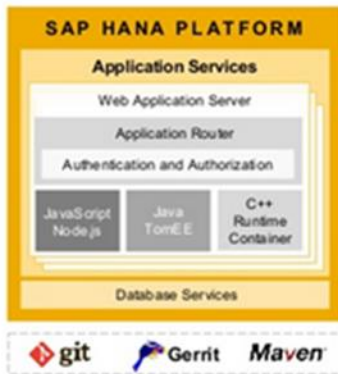 SAP HANA PLATFORM
Application Services
Web Application Server
Application Router
Authentication and Authorization
JavaScript
Node.js
Java
TomEE
C++
Runtime
Container
Database Services
git
Gerrit
Maven